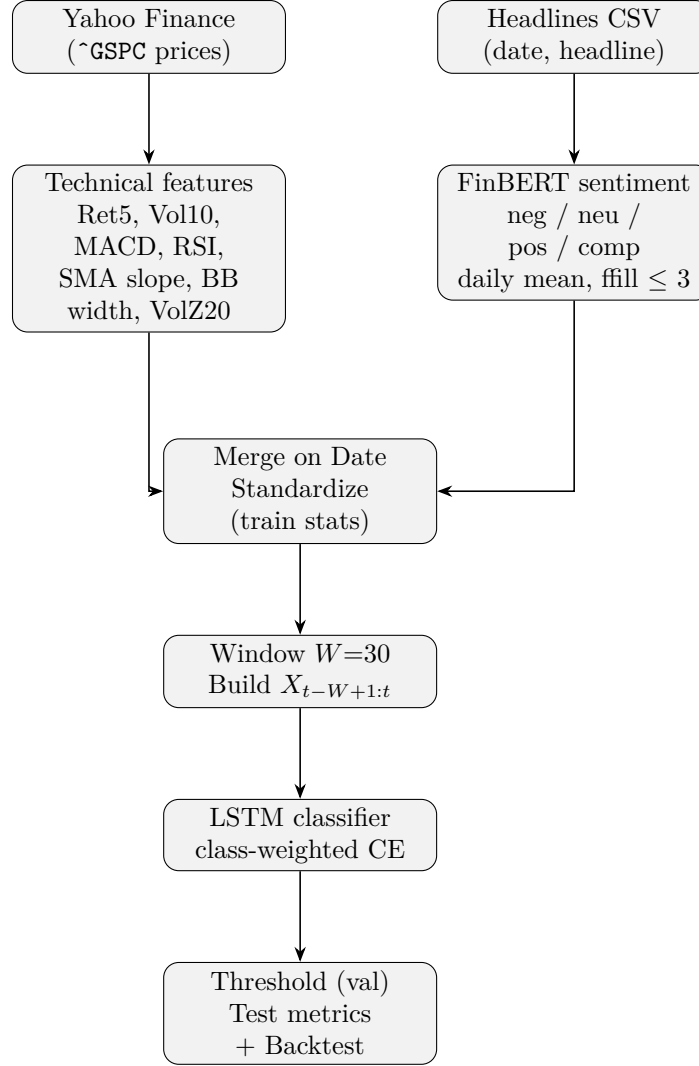 Yahoo Finance
(^GSPC prices)
Headlines CSV
(date, headline)
Technical features
Ret5, Vol10,
MACD, RSI,
SMA slope, BB
width, VolZ20
FinBERT sentiment
neg / neu /
pos / comp
daily mean, ffill ≤ 3
Merge on Date
Standardize
(train stats)
Window W=30
Build X_{t−W+1:t}
LSTM classifier
class-weighted CE
Threshold (val)
Test metrics
+ Backtest